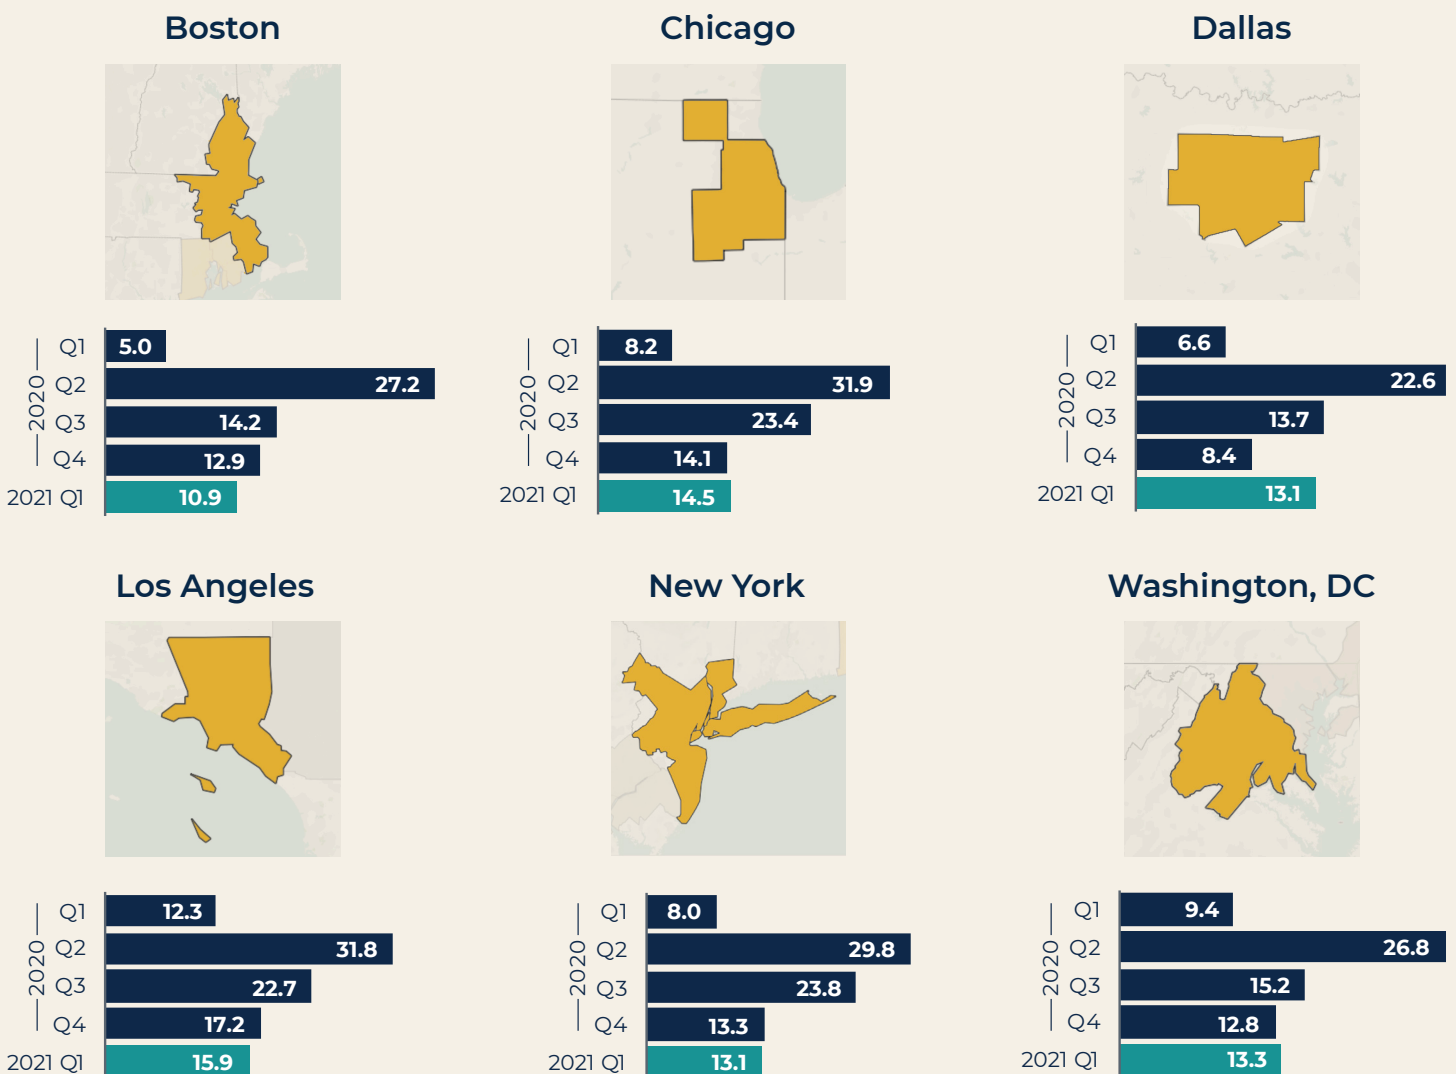 Boston
Q1 5.0
2020
Q2 27.2
Q3 14.2
Q4 12.9
2021 Q1 10.9
Chicago
Q1 8.2
2020
Q2 31.9
Q3 23.4
Q4 14.1
2021 Q1 14.5
Dallas
Q1 6.6
2020
Q2 22.6
Q3 13.7
Q4 8.4
2021 Q1 13.1
Los Angeles
Q1 12.3
2020
Q2 31.8
Q3 22.7
Q4 17.2
2021 Q1 15.9
New York
Q1 8.0
2020
Q2 29.8
Q3 23.8
Q4 13.3
2021 Q1 13.1
Washington, DC
Q1 9.4
2020
Q2 26.8
Q3 15.2
Q4 12.8
2021 Q1 13.3